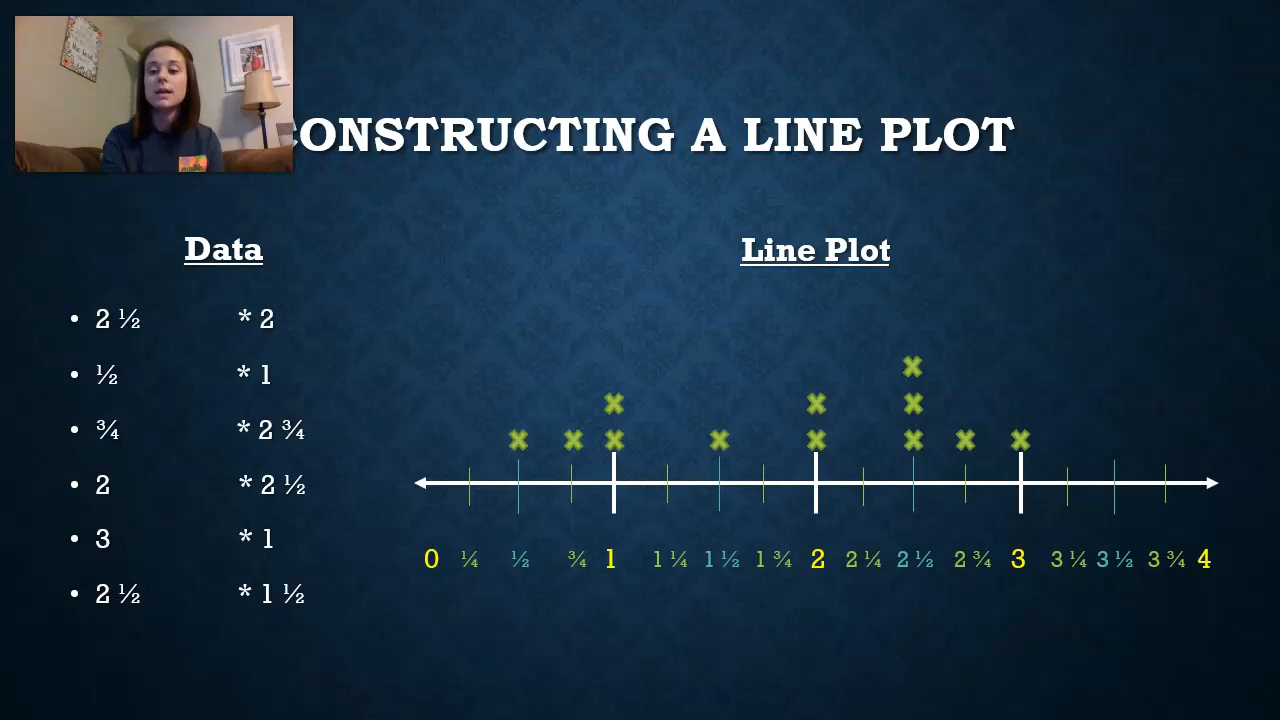 CONSTRUCTING A LINE PLOT
Data
• 2 ½ * 2
• ½ * 1
• ¾ * 2 ¾
• 2 * 2 ½
• 3 * 1
• 2 ½ * 1 ½
Line Plot
0 ¼ ½ ¾ 1 1 ¼ 1 ½ 1 ¾ 2 2 ¼ 2 ½ 2 ¾ 3 3 ¼ 3 ½ 3 ¾ 4